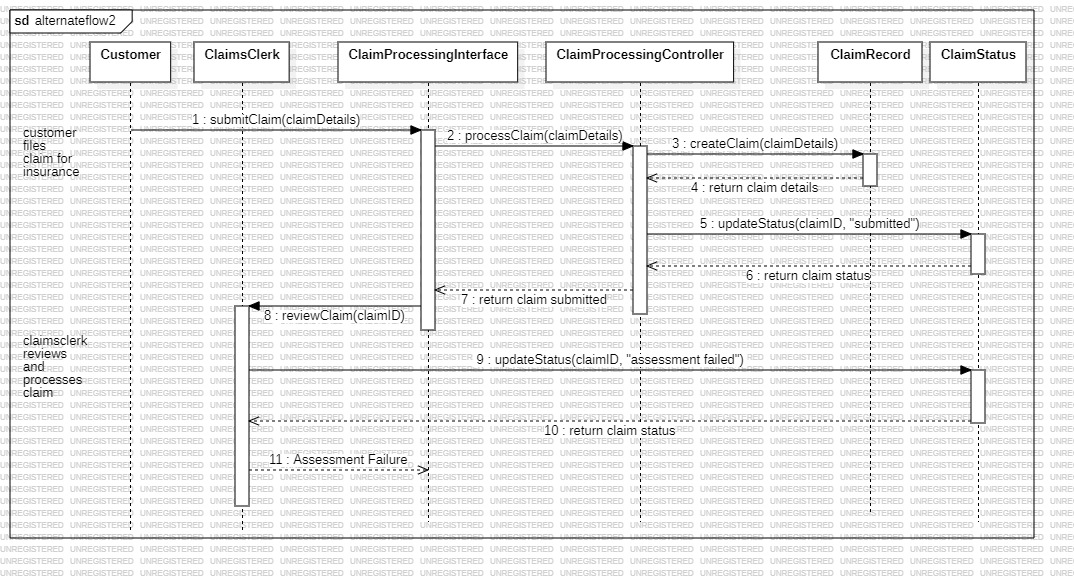 sd alternateflow2
Customer
ClaimsClerk
ClaimProcessingInterface
ClaimProcessingController
ClaimRecord
ClaimStatus
customer
files
claim for
insurance
1 : submitClaim(claimDetails)
2 : processClaim(claimDetails)
3 : createClaim(claimDetails)
4 : return claim details
5 : updateStatus(claimID, "submitted")
6 : return claim status
7 : return claim submitted
8 : reviewClaim(claimID)
claimsclerk
reviews
and
processes
claim
9 : updateStatus(claimID, "assessment failed")
10 : return claim status
11 : Assessment Failure
UNREGISTERED